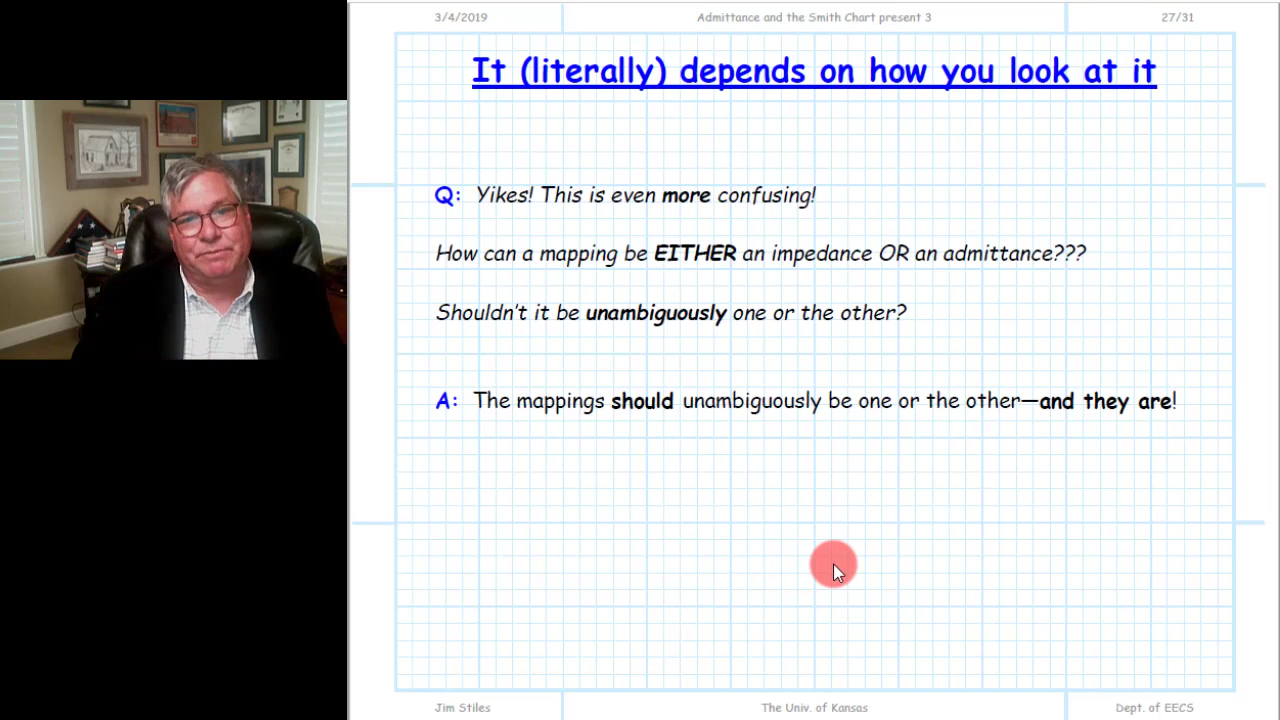 3/4/2019 Admittance and the Smith Chart present 3 27/31
It (literally) depends on how you look at it
Q: Yikes! This is even more confusing!
How can a mapping be EITHER an impedance OR an admittance???
Shouldn't it be unambiguously one or the other?
A: The mappings should unambiguously be one or the other—and they are!
Jim Stiles The Univ. of Kansas Dept. of EECS